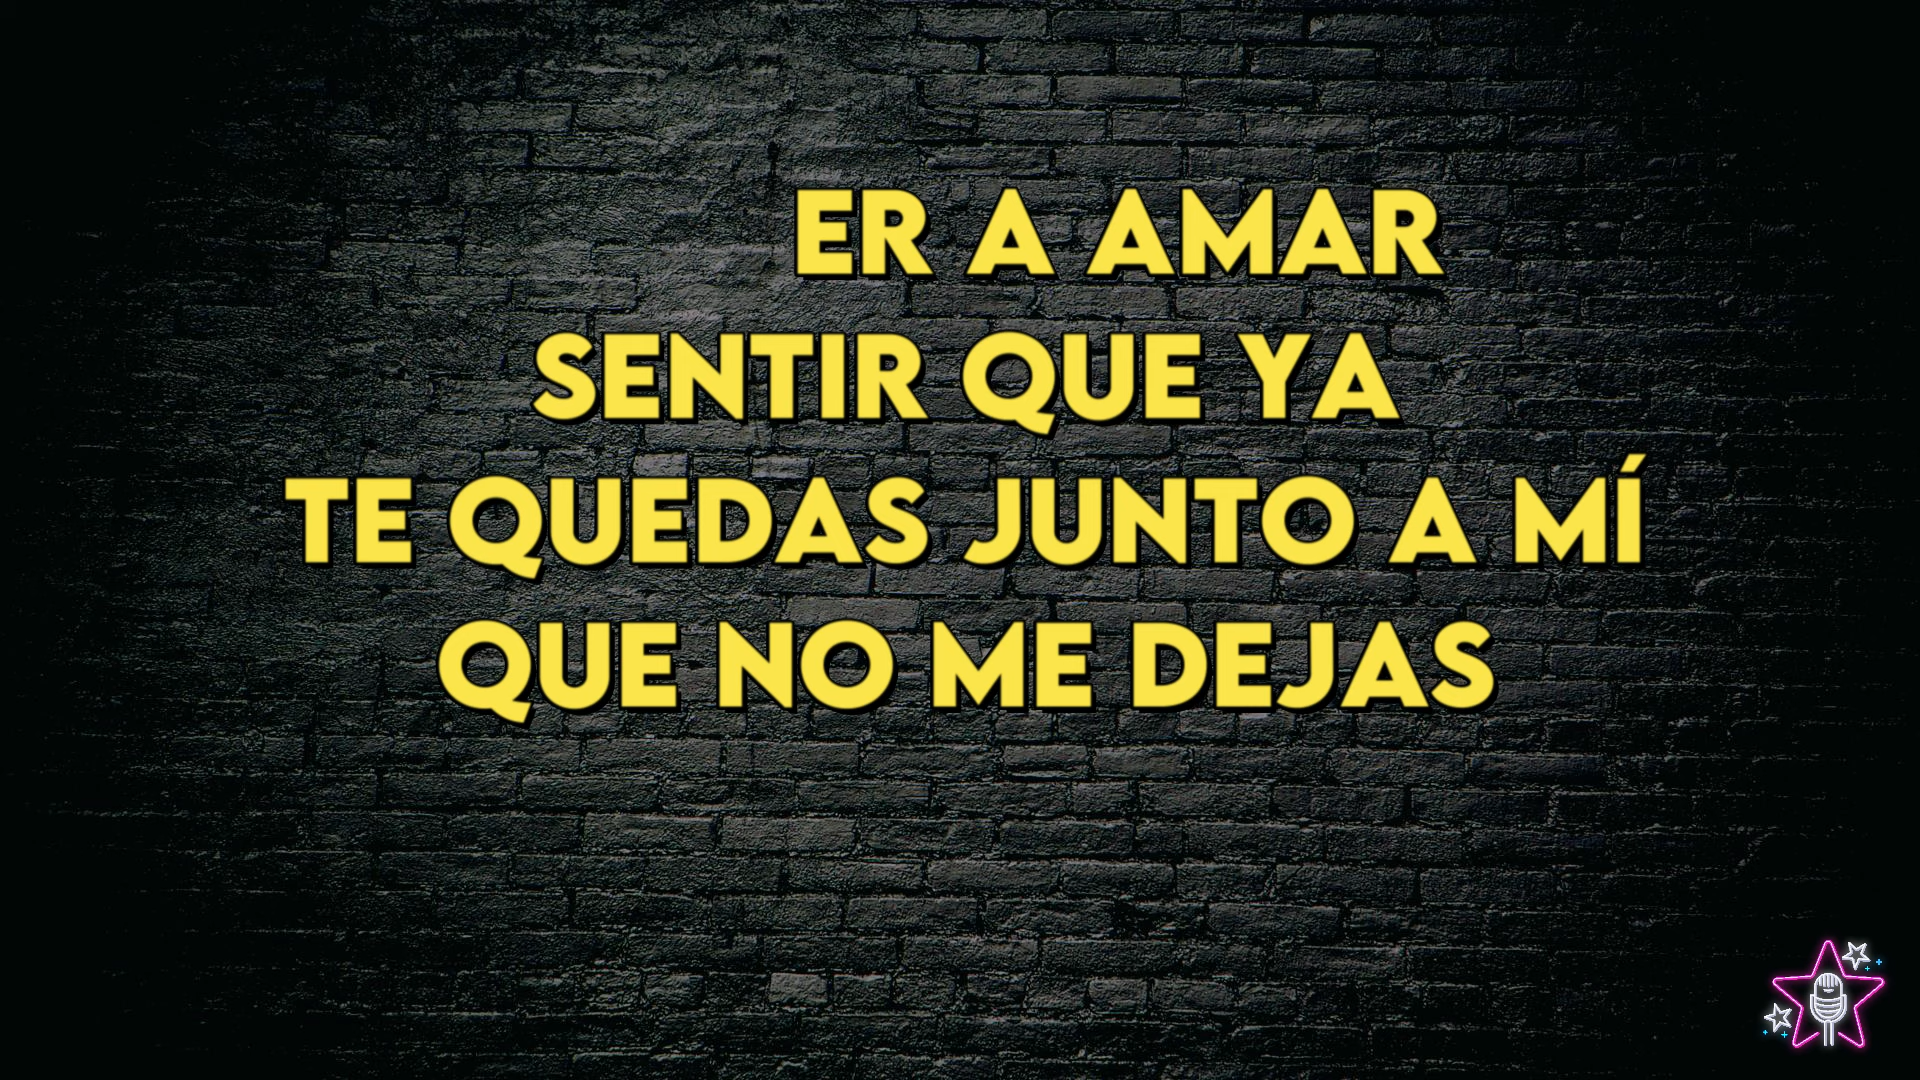 ER A AMAR
SENTIR QUE YA
TE QUEDAS JUNTO A MÍ
QUE NO ME DEJAS